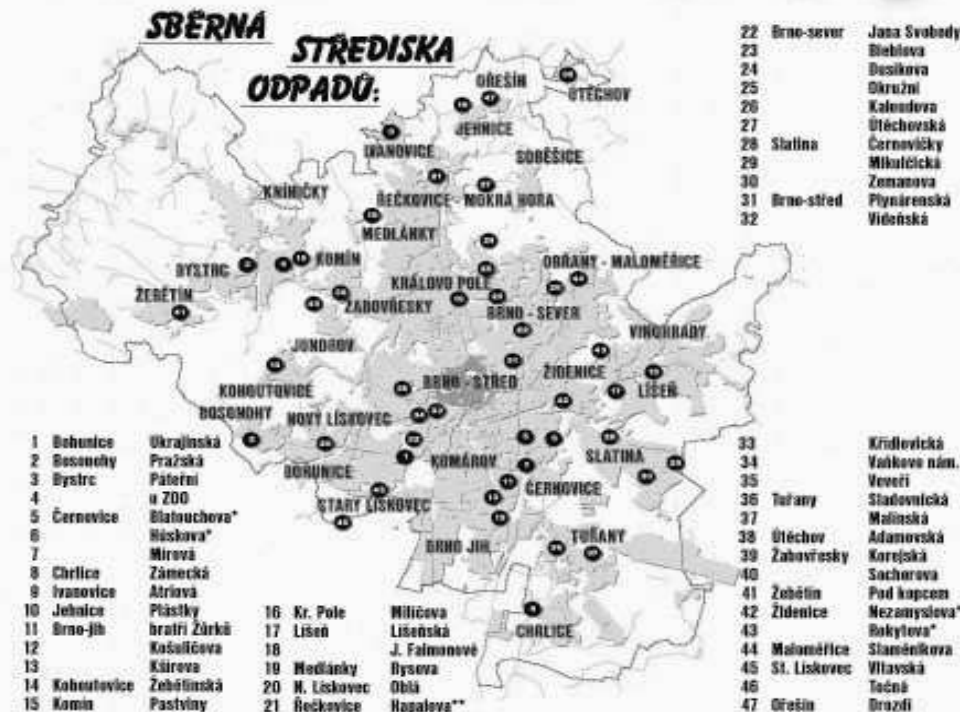 SBĚRNÁ
STŘEDISKA
ODPADŮ:
OŘEŠÍN
ÚTĚCHOV
JEHNICE
IVANOVICE
SOBĚŠICE
KNÍNIČKY
ŘEČKOVICE - MOKRÁ HORA
MEDLÁNKY
BYSTRC
KOMÍN
OBŘANY - MALOMĚŘICE
KRÁLOVO POLE
ŽEBĚTÍN
ŽABOVŘESKY
BRNO - SEVER
VINOHRADY
JUNDROV
ŽIDENICE
KOHOUTOVICE
BRNO - STŘED
LÍŠEŇ
BOSONOHY
NOVÝ LÍSKOVEC
BOHUNICE
KOMÁROV
SLATINA
ČERNOVICE
STARÝ LÍSKOVEC
BRNO JIH
TUŘANY
CHRLICE
1 Bohunice Ukrajinská
2 Bosonohy Pražská
3 Bystrc Páteřní
4 u ZOO
5 Černovice Blatouchova*
6 Húskova*
7 Mírová
8 Chrlice Zámecká
9 Ivanovice Atriová
10 Jehnice Plástky
11 Brno-jih bratří Žůrků
12 Košuličova
13 Kšírova
14 Kohoutovice Žebětínská
15 Komín Pastviny
16 Kr. Pole Miličova
17 Líšeň Líšeňská
18 J. Faimonové
19 Medlánky Rysova
20 N. Lískovec Oblá
21 Řečkovice Hapalova**
22 Brno-sever Jana Svobody
23 Bieblova
24 Dusíkova
25 Okružní
26 Kaloudova
27 Útěchovská
28 Slatina Černovičky
29 Mikulčická
30 Zemanova
31 Brno-střed Plynárenská
32 Vídeňská
33 Křídlovická
34 Vaňkovo nám.
35 Veveří
36 Tuřany Sladovnická
37 Malínská
38 Útěchov Adamovská
39 Žabovřesky Korejská
40 Sochorova
41 Žebětín Pod kopcem
42 Židenice Nezamyslova*
43 Rokytova*
44 Maloměřice Slaměníkova
45 St. Lískovec Vltavská
46 Točná
47 Ořešín Drozdí